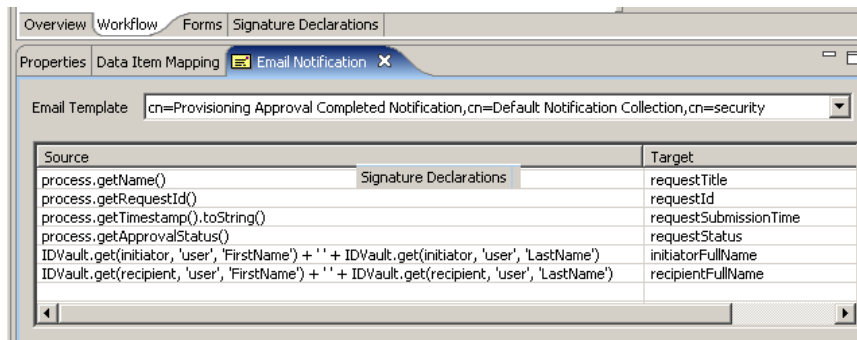 Overview Workflow Forms Signature Declarations
Properties Data Item Mapping Email Notification
Email Template cn=Provisioning Approval Completed Notification,cn=Default Notification Collection,cn=security
Source Target
Signature Declarations
process.getName() requestTitle
process.getRequestId() requestId
process.getTimestamp().toString() requestSubmissionTime
process.getApprovalStatus() requestStatus
IDVault.get(initiator, 'user', 'FirstName') + ' ' + IDVault.get(initiator, 'user', 'LastName') initiatorFullName
IDVault.get(recipient, 'user', 'FirstName') + ' ' + IDVault.get(recipient, 'user', 'LastName') recipientFullName